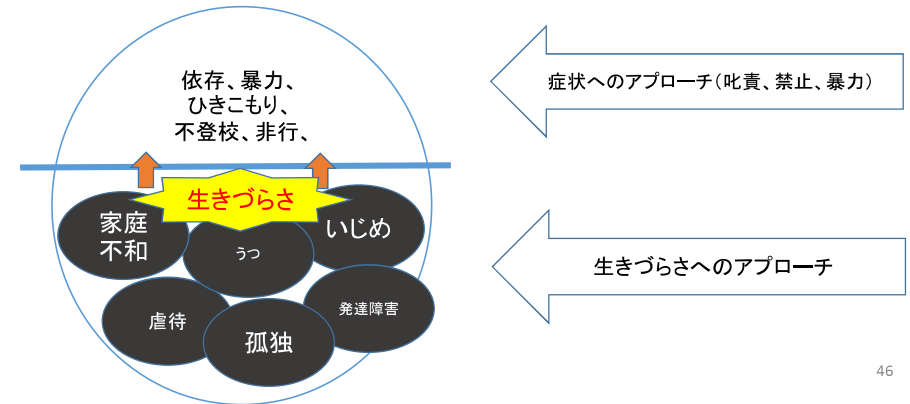 依存、暴力、
ひきこもり、
不登校、非行、
症状へのアプローチ(叱責、禁止、暴力)
生きづらさ
家庭
不和
うつ
いじめ
生きづらさへのアプローチ
虐待
孤独
発達障害
46